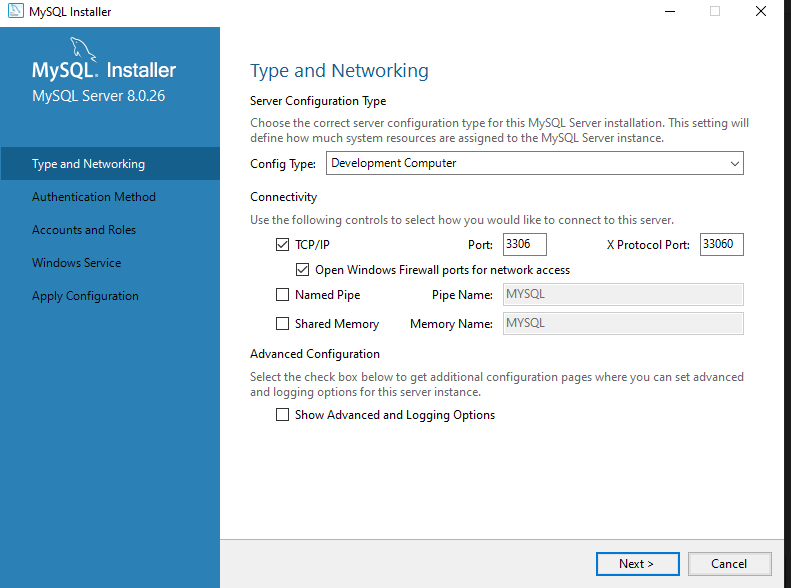 MySQL Installer
MySQL. Installer
MySQL Server 8.0.26
Type and Networking
Authentication Method
Accounts and Roles
Windows Service
Apply Configuration
Type and Networking
Server Configuration Type
Choose the correct server configuration type for this MySQL Server installation. This setting will
define how much system resources are assigned to the MySQL Server instance.
Config Type: Development Computer
Connectivity
Use the following controls to select how you would like to connect to this server.
TCP/IP Port: 3306 X Protocol Port: 33060
Open Windows Firewall ports for network access
Named Pipe Pipe Name: MYSQL
Shared Memory Memory Name: MYSQL
Advanced Configuration
Select the check box below to get additional configuration pages where you can set advanced
and logging options for this server instance.
Show Advanced and Logging Options
Next > Cancel